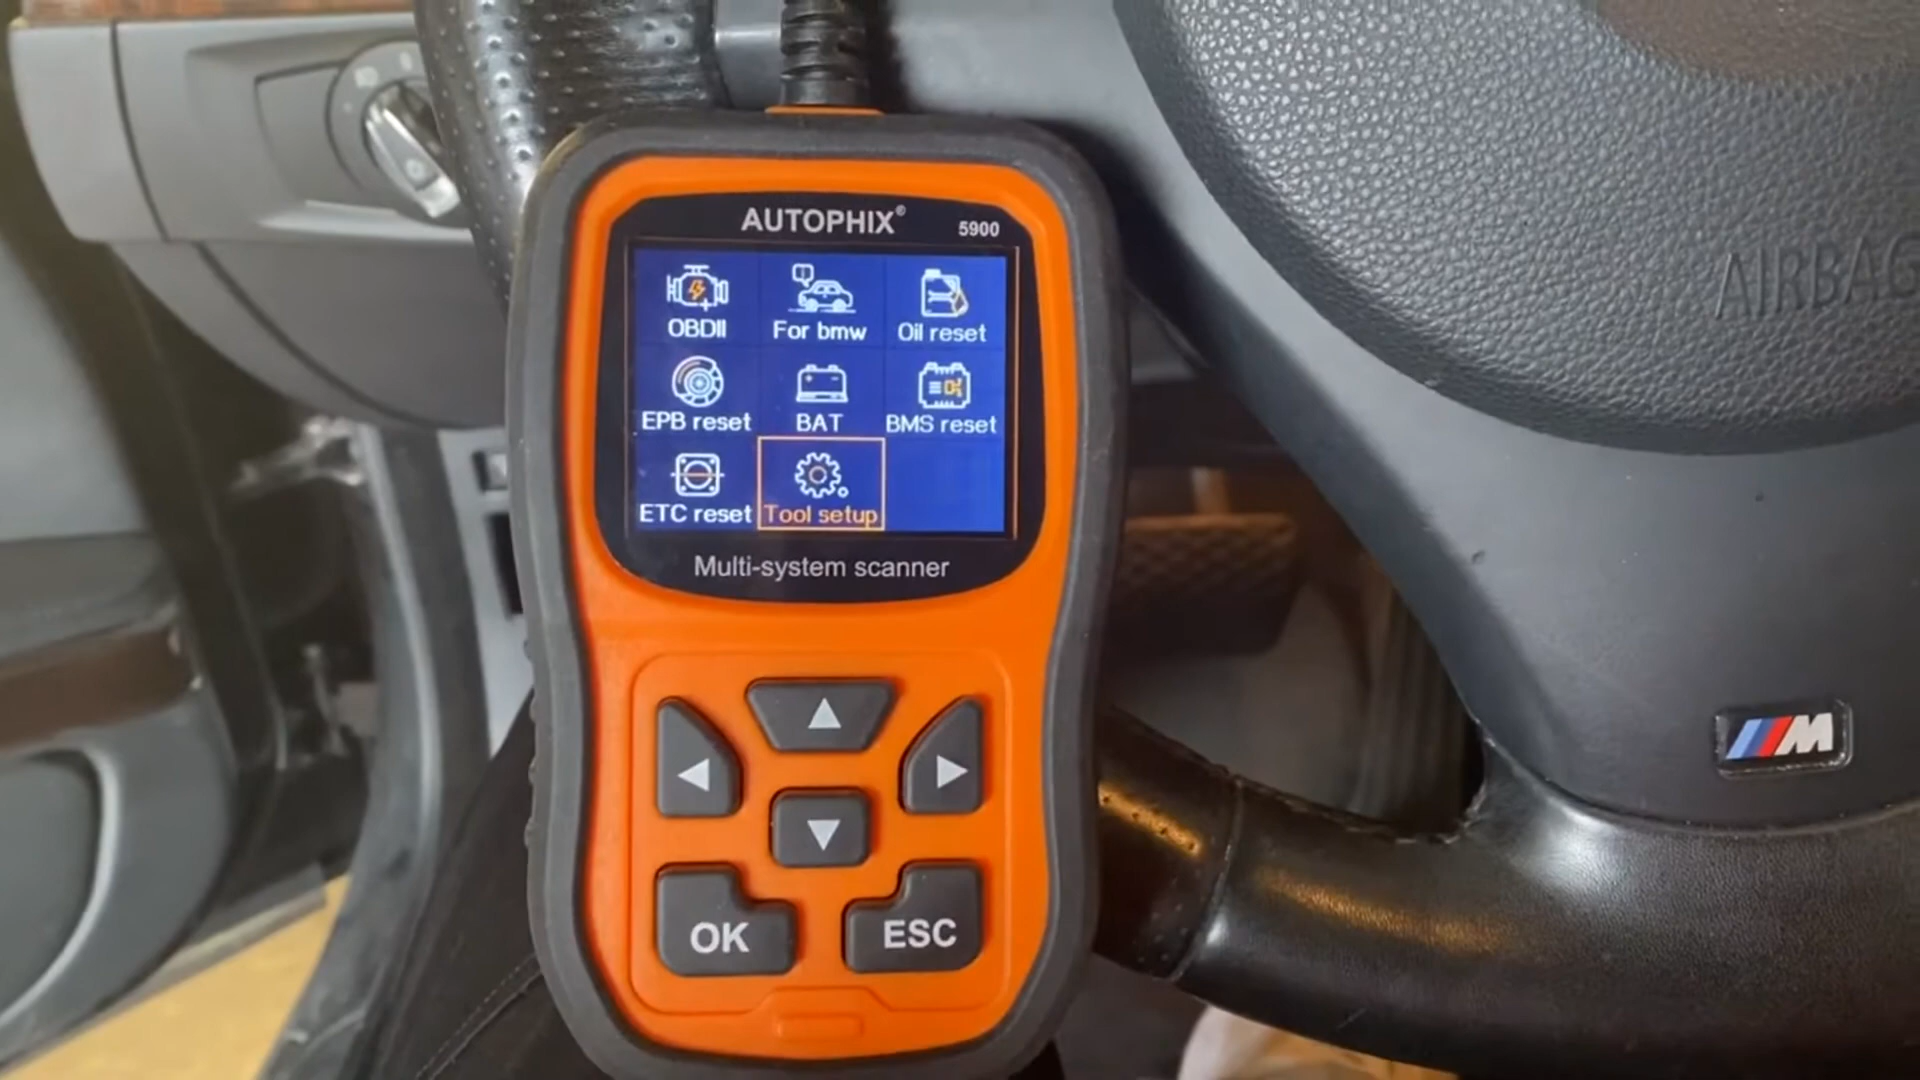 AUTOPHIX®
5900
OBDII
For bmw
Oil reset
EPB reset
BAT
BMS reset
ETC reset
Tool setup
Multi-system scanner
OK
ESC
AIRBAG
M